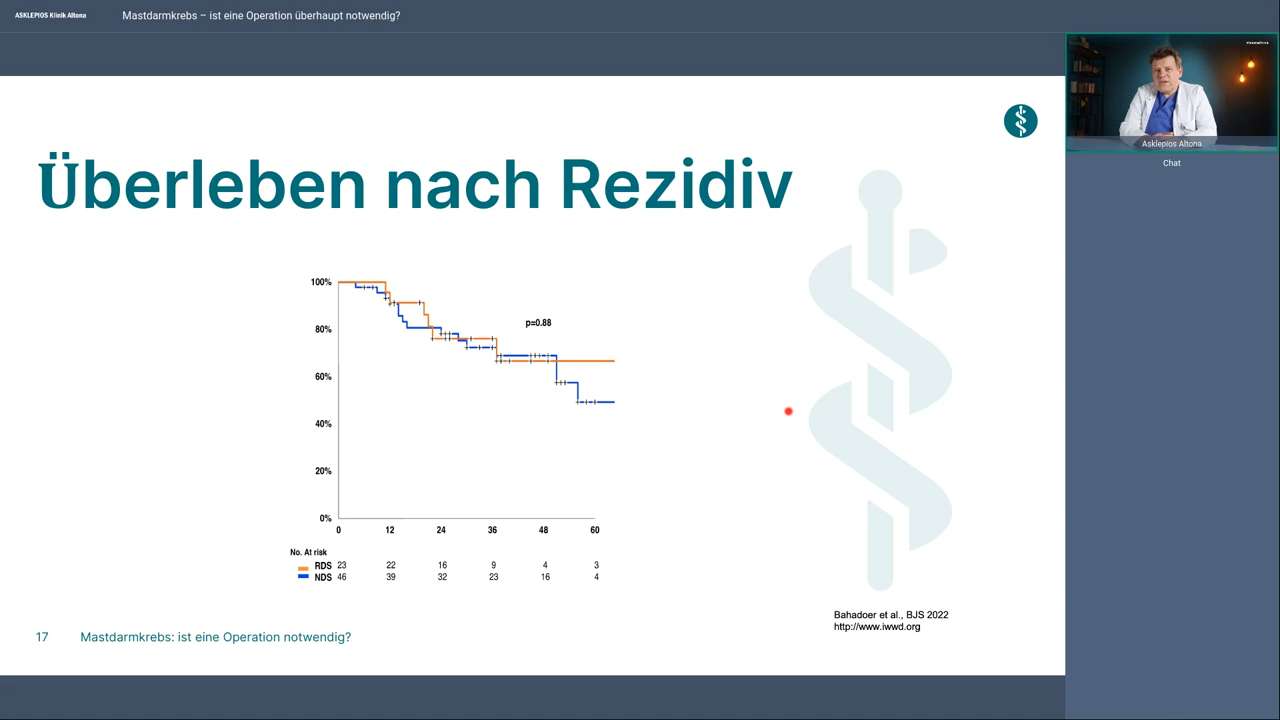 ASKLEPIOS Klinik Altona
Mastdarmkrebs – ist eine Operation überhaupt notwendig?
Asklepios Altona
Chat
Überleben nach Rezidiv
100%
80%
60%
40%
20%
0%
p=0.88
0 12 24 36 48 60
No. At risk
RDS 23 22 16 9 4 3
NDS 46 39 32 23 16 4
Bahadoer et al., BJS 2022
http://www.iwwd.org
17 Mastdarmkrebs: ist eine Operation notwendig?